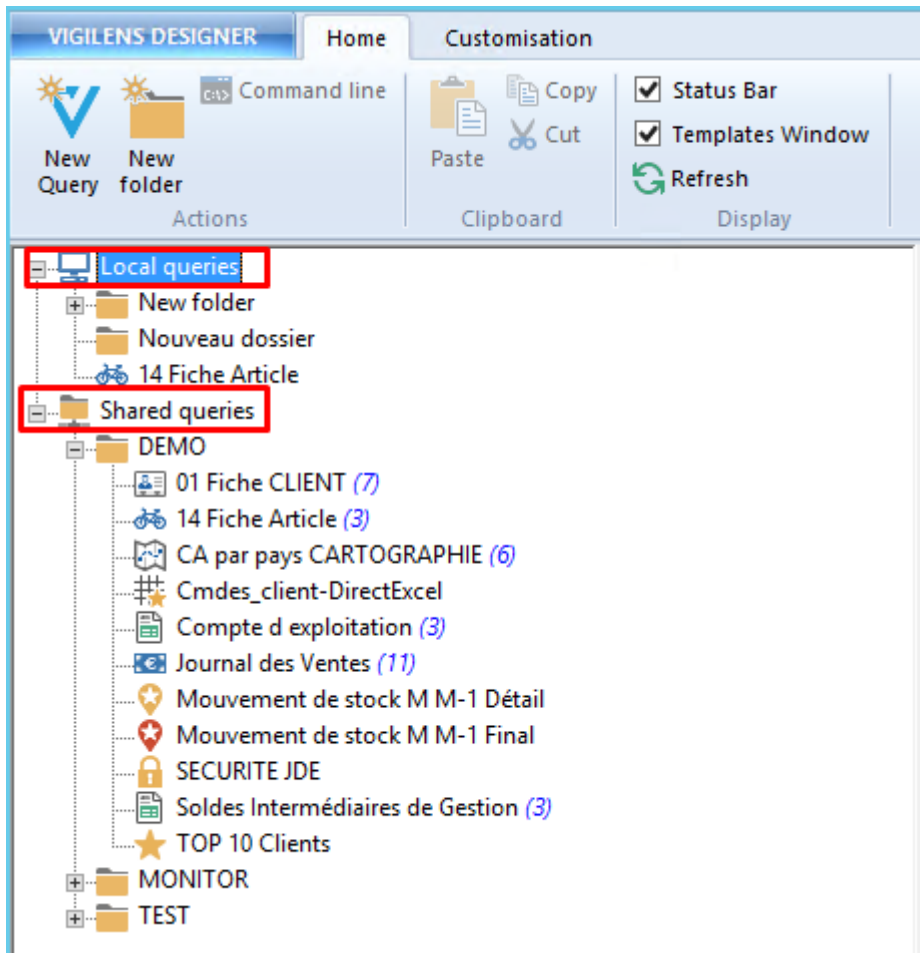 VIGILENS DESIGNER Home Customisation
New Query
New folder
Command line
Actions
Paste
Copy
Cut
Clipboard
Status Bar
Templates Window
Refresh
Display
Local queries
New folder
Nouveau dossier
14 Fiche Article
Shared queries
DEMO
01 Fiche CLIENT (7)
14 Fiche Article (3)
CA par pays CARTOGRAPHIE (6)
Cmdes_client-DirectExcel
Compte d exploitation (3)
Journal des Ventes (11)
Mouvement de stock M M-1 Détail
Mouvement de stock M M-1 Final
SECURITE JDE
Soldes Intermédiaires de Gestion (3)
TOP 10 Clients
MONITOR
TEST